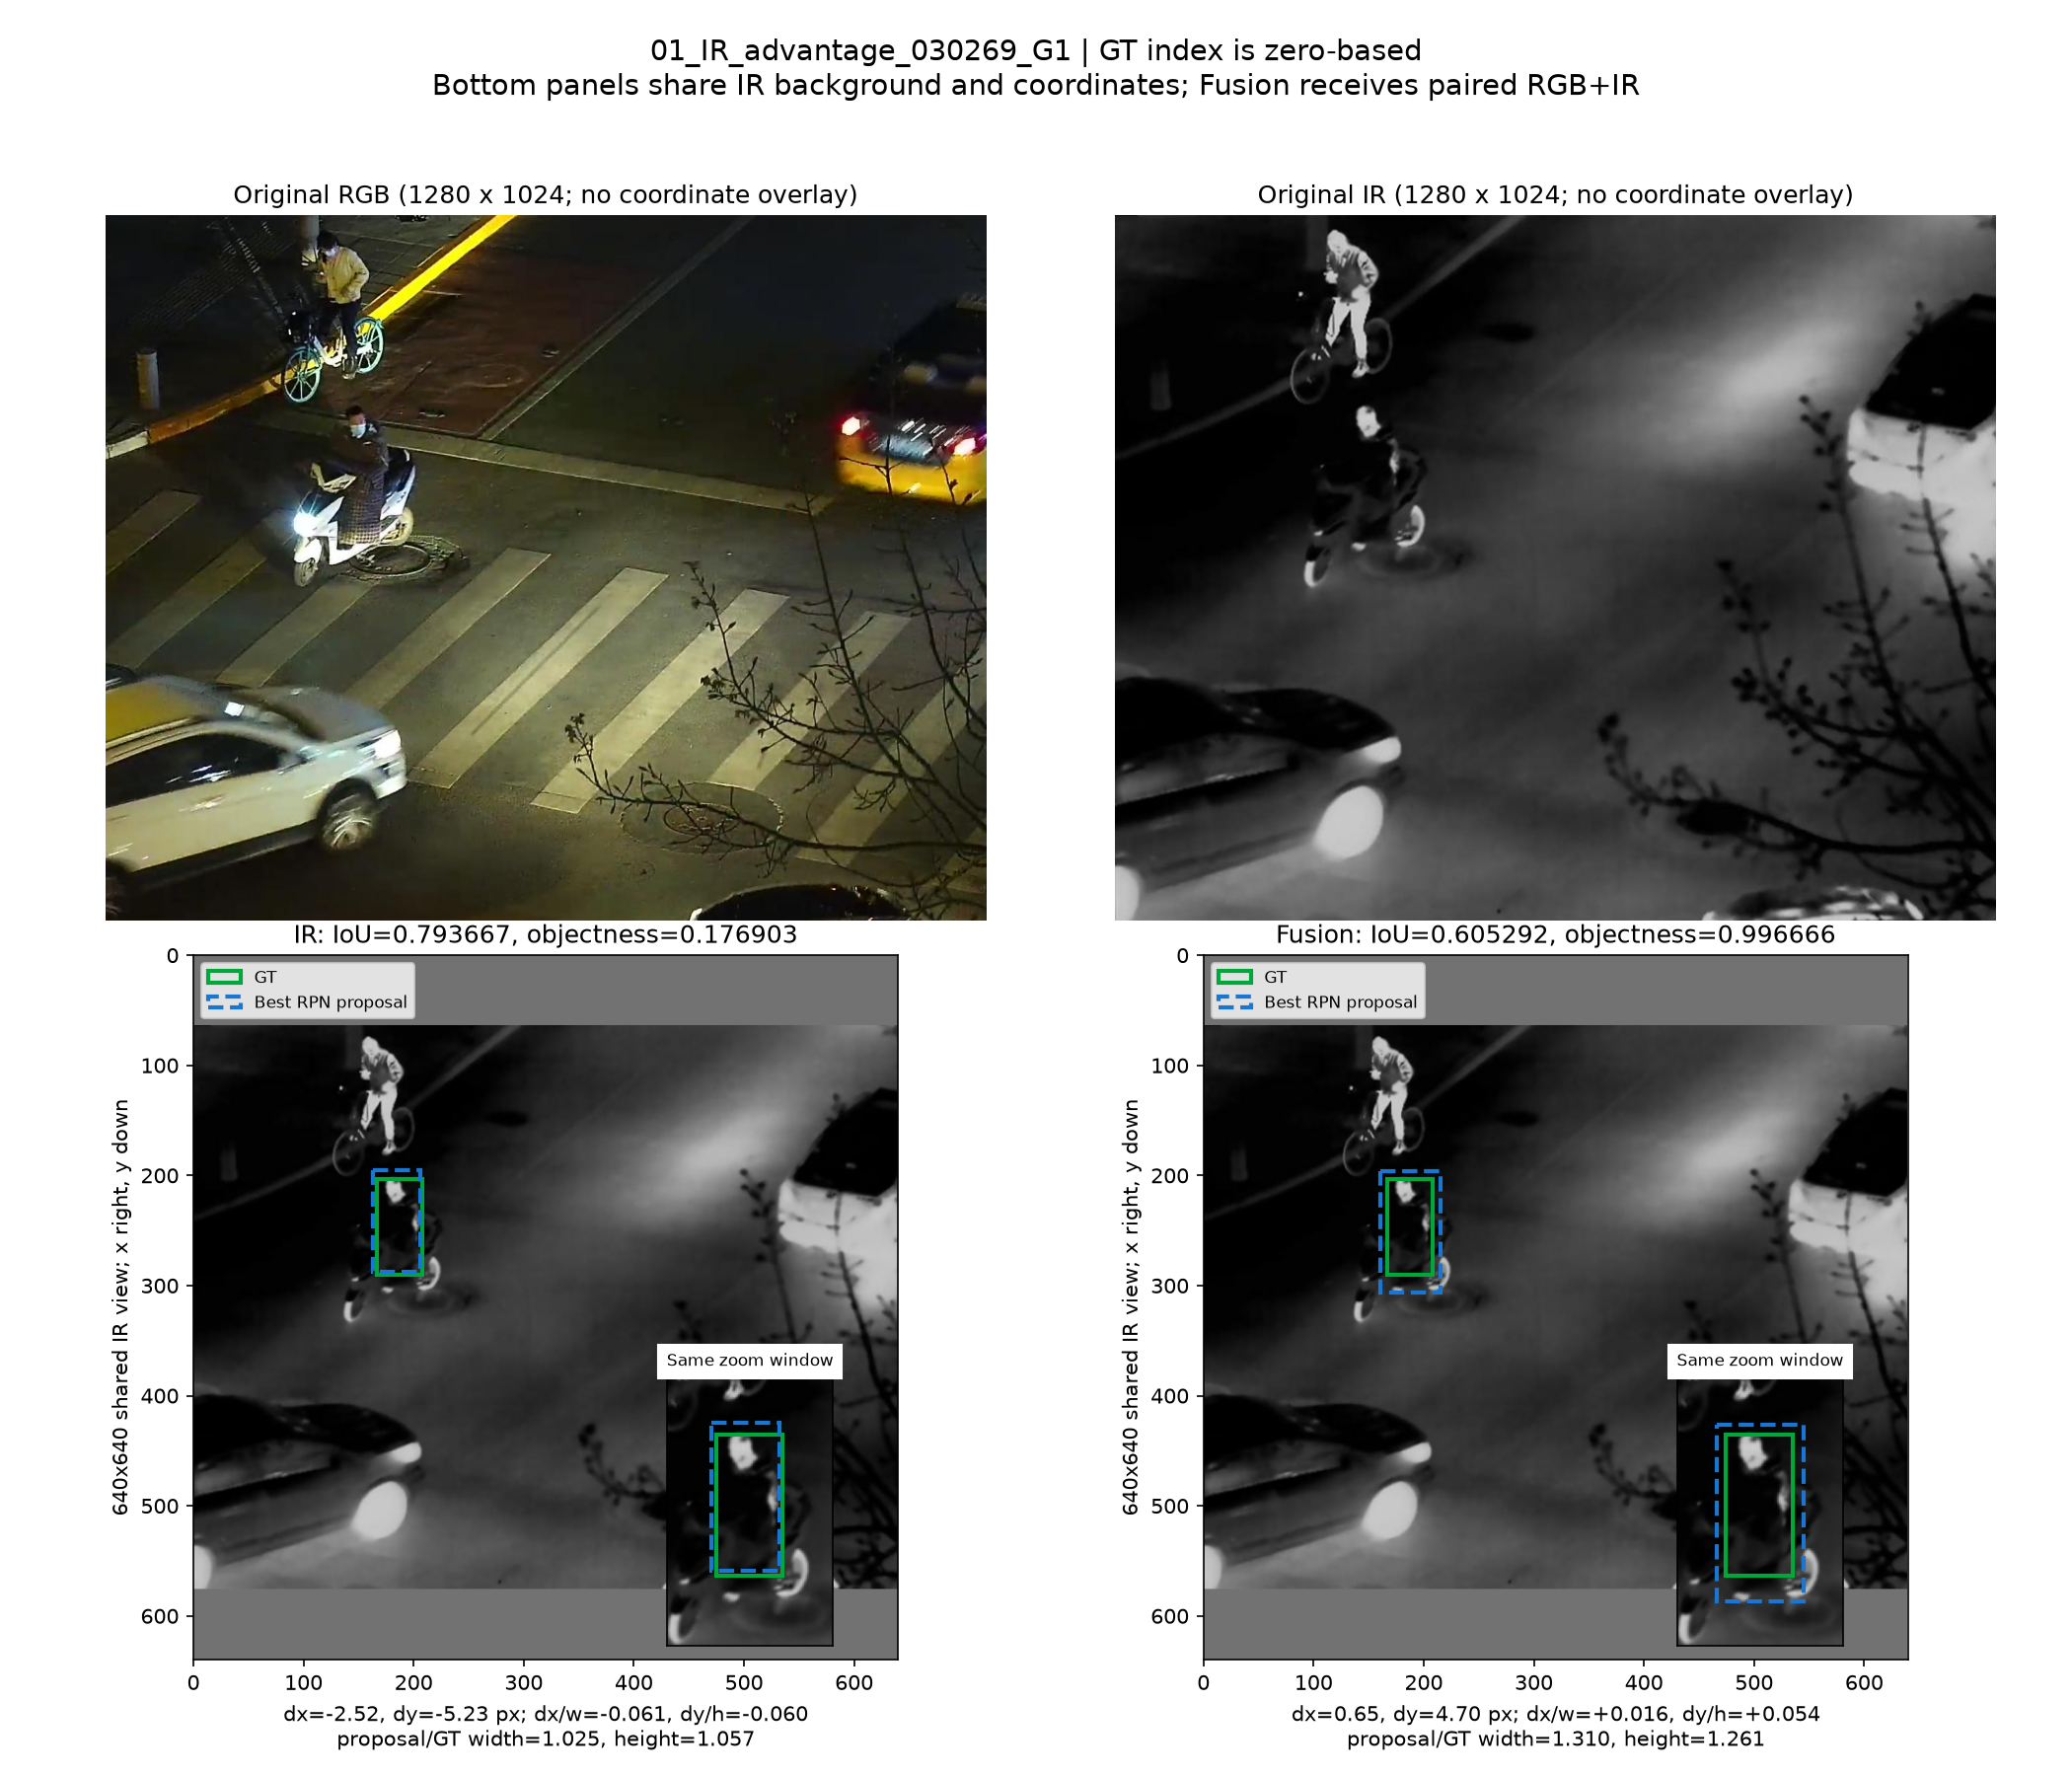 01_IR_advantage_030269_G1 | GT index is zero-based
Bottom panels share IR background and coordinates; Fusion receives paired RGB+IR
Original RGB (1280 x 1024; no coordinate overlay)
Original IR (1280 x 1024; no coordinate overlay)
IR: IoU=0.793667, objectness=0.176903
GT
Best RPN proposal
Same zoom window
640x640 shared IR view; x right, y down
0
100
200
300
400
500
600
0
100
200
300
400
500
600
dx=-2.52, dy=-5.23 px; dx/w=-0.061, dy/h=-0.060
proposal/GT width=1.025, height=1.057
Fusion: IoU=0.605292, objectness=0.996666
GT
Best RPN proposal
Same zoom window
640x640 shared IR view; x right, y down
0
100
200
300
400
500
600
0
100
200
300
400
500
600
dx=0.65, dy=4.70 px; dx/w=+0.016, dy/h=+0.054
proposal/GT width=1.310, height=1.261